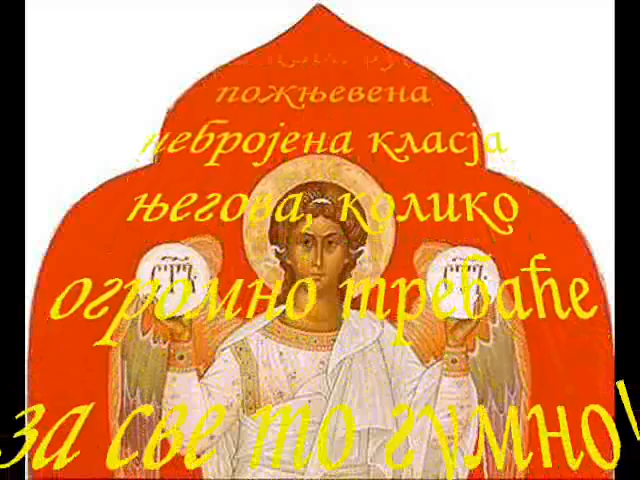 пожњевена
небројена класја
његова, колико
огромно требаће
за све то гумно!